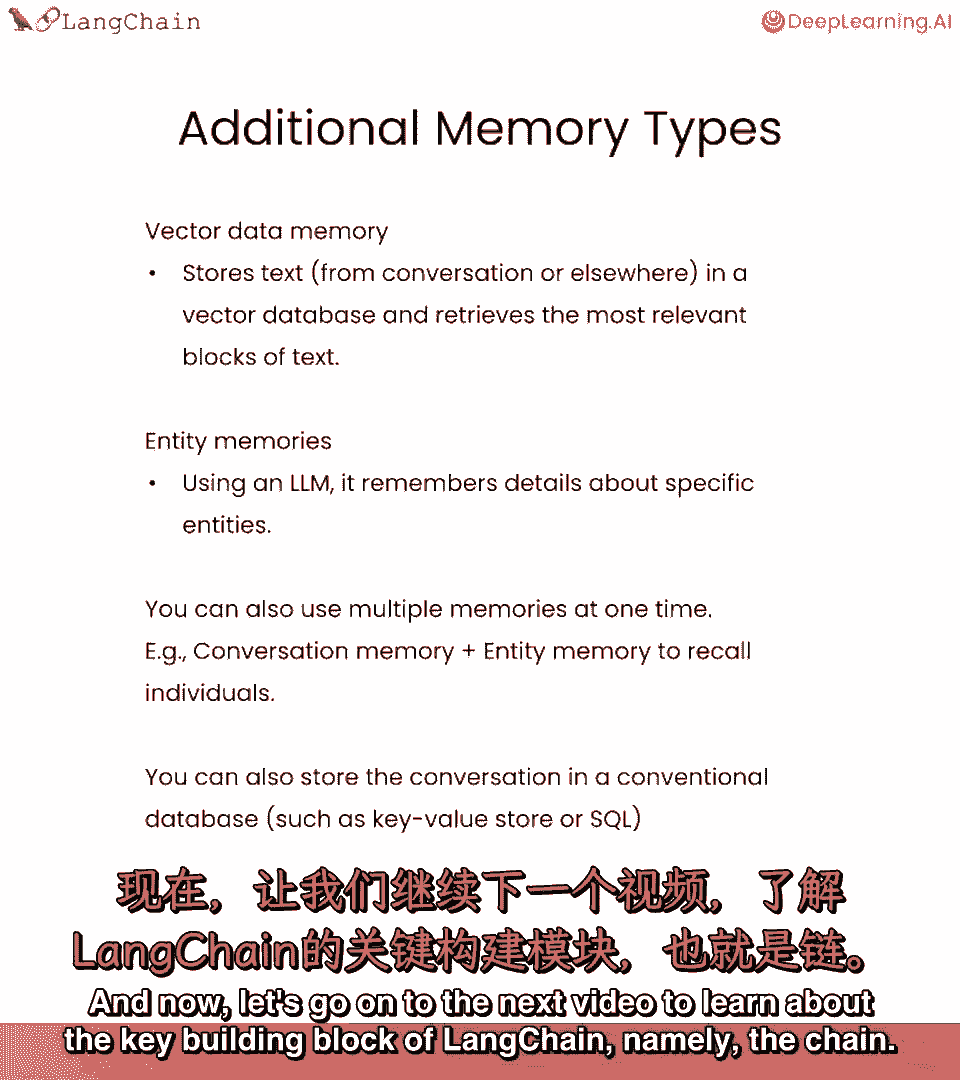 LangChain
DeepLearning.AI
Additional Memory Types
Vector data memory
• Stores text (from conversation or elsewhere) in a
vector database and retrieves the most relevant
blocks of text.
Entity memories
• Using an LLM, it remembers details about specific
entities.
You can also use multiple memories at one time.
E.g., Conversation memory + Entity memory to recall
individuals.
You can also store the conversation in a conventional
database (such as key-value store or SQL)
现在，让我们继续下一个视频，了解
LangChain的关键构建模块，也就是链。
And now, let's go on to the next video to learn about
the key building block of LangChain, namely, the chain.